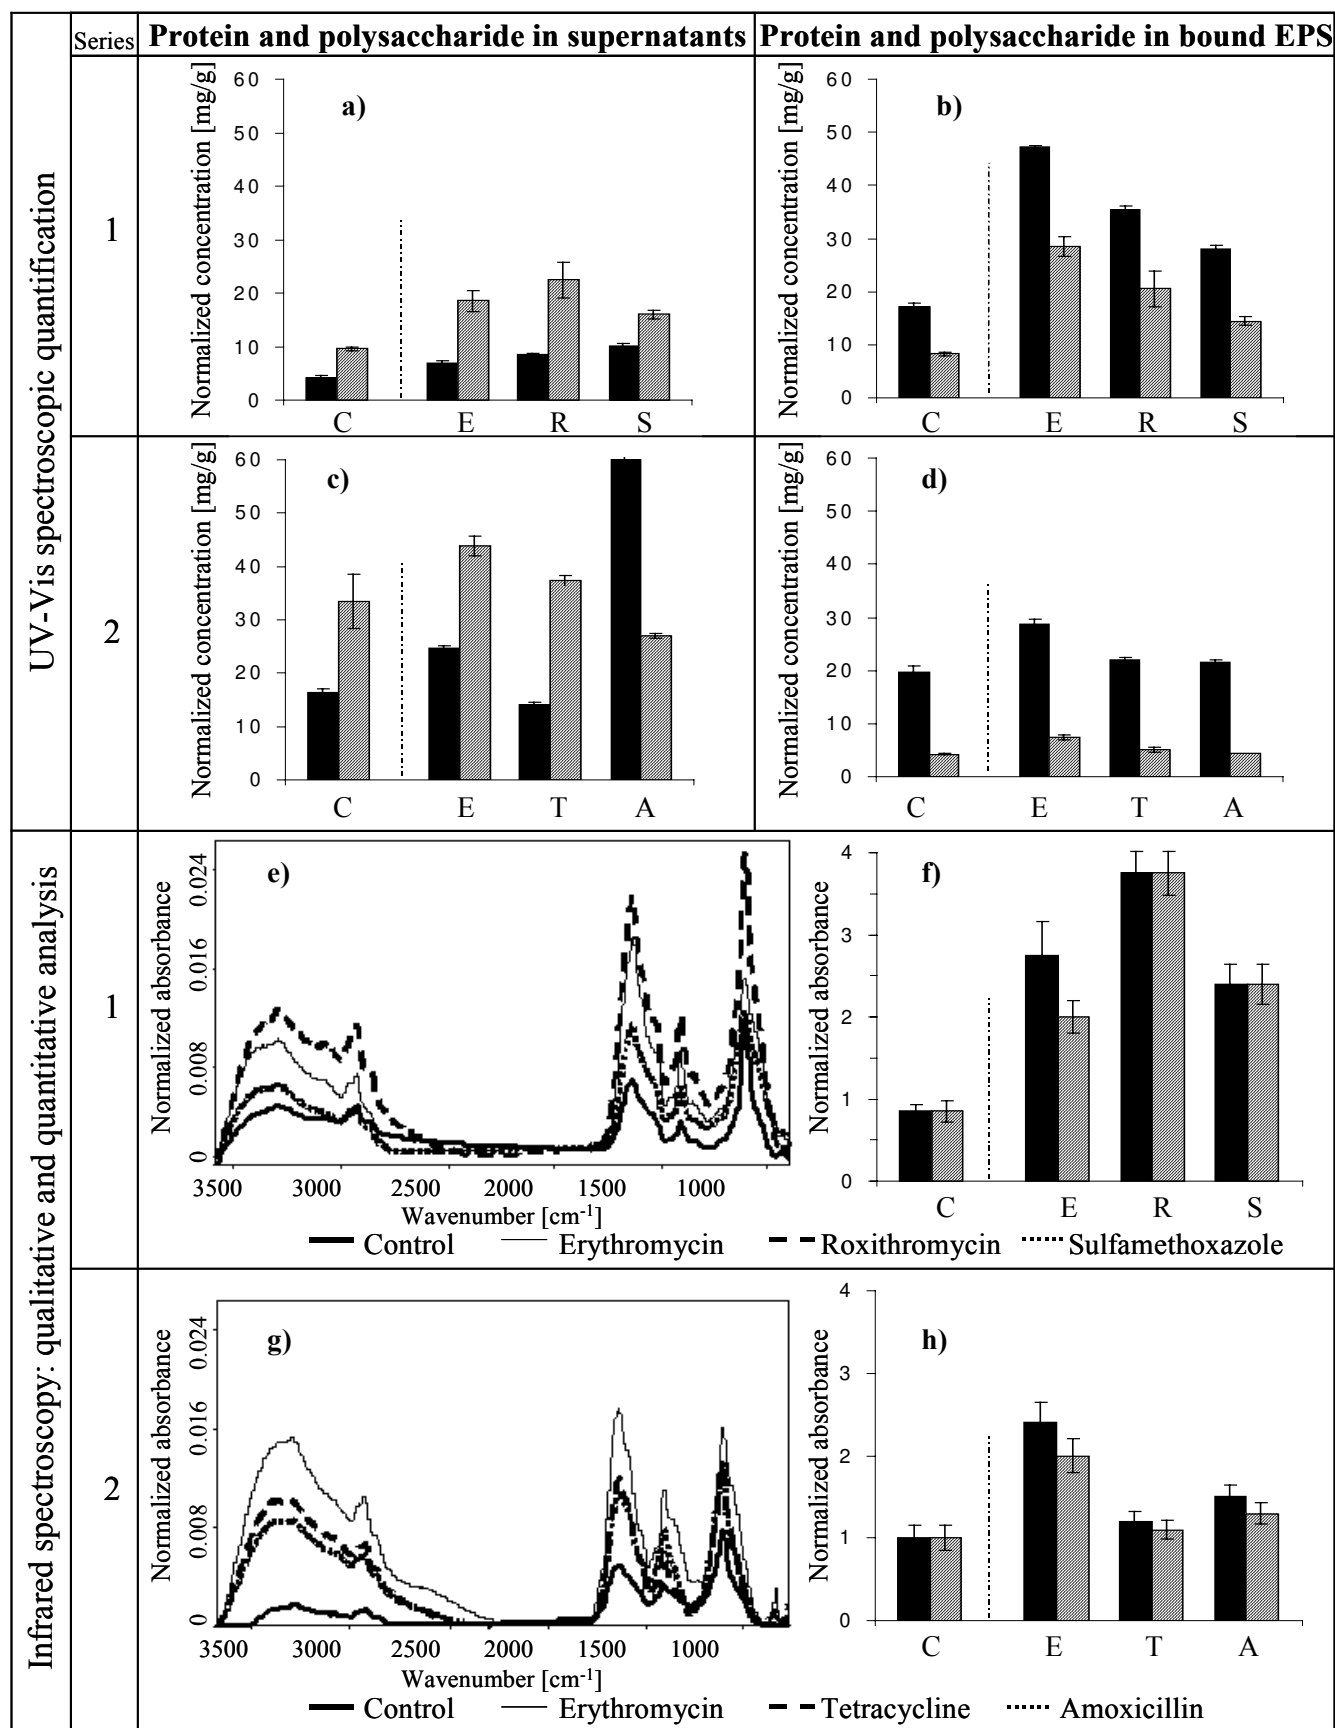 Series
Protein and polysaccharide in supernatants
Protein and polysaccharide in bound EPS
UV-Vis spectroscopic quantification
1
Normalized concentration [mg/g]
60
50
40
30
20
10
0
a)
C
E
R
S
Normalized concentration [mg/g]
60
50
40
30
20
10
0
b)
C
E
R
S
2
Normalized concentration [mg/g]
60
50
40
30
20
10
0
c)
C
E
T
A
Normalized concentration [mg/g]
60
50
40
30
20
10
0
d)
C
E
T
A
Infrared spectroscopy: qualitative and quantitative analysis
1
Normalized absorbance
0.024
0.016
0.008
0
e)
3500 3000 2500 2000 1500 1000
Wavenumber [cm-1]
Normalized absorbance
4
3
2
1
0
f)
C
E
R
S
Control Erythromycin Roxithromycin Sulfamethoxazole
2
Normalized absorbance
0.024
0.016
0.008
0
g)
3500 3000 2500 2000 1500 1000
Wavenumber [cm-1]
Normalized absorbance
4
3
2
1
0
h)
C
E
T
A
Control Erythromycin Tetracycline Amoxicillin